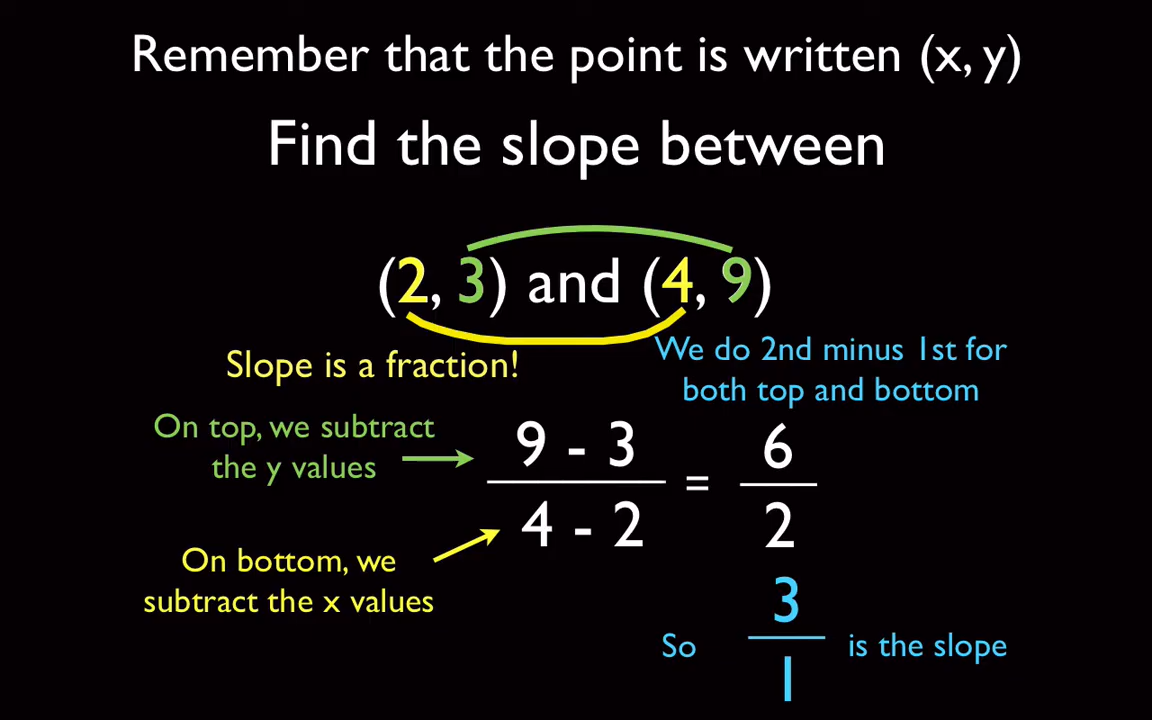 Remember that the point is written (x, y)
Find the slope between
(2, 3) and (4, 9)
Slope is a fraction!
We do 2nd minus 1st for
both top and bottom
On top, we subtract
the y values
9 - 3
4 - 2
=
6
2
On bottom, we
subtract the x values
So
3
1
is the slope